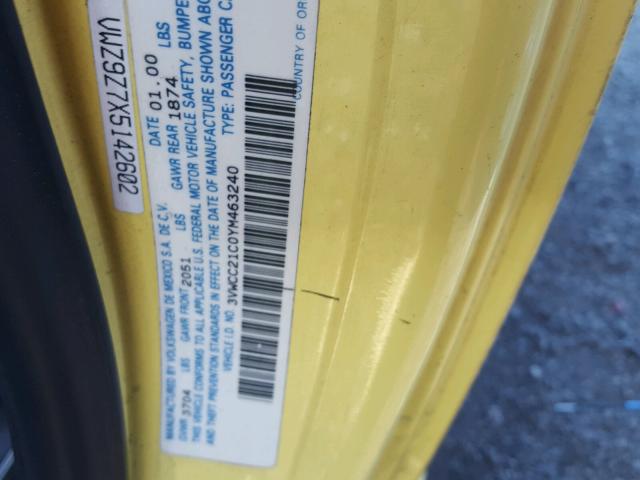 VWZ9Z7X5142602
MANUFACTURED BY VOLKSWAGEN DE MEXICO S.A. DE C.V. DATE 01.00
GVWR 3704 LBS GAWR FRONT 2051 LBS GAWR REAR 1874 LBS
THIS VEHICLE CONFORMS TO ALL APPLICABLE U.S. FEDERAL MOTOR VEHICLE SAFETY, BUMPE
AND THEFT PREVENTION STANDARDS IN EFFECT ON THE DATE OF MANUFACTURE SHOWN ABO
VEHICLE I.D. NO. 3VWCC21C0YM463240 TYPE: PASSENGER C
COUNTRY OF OR